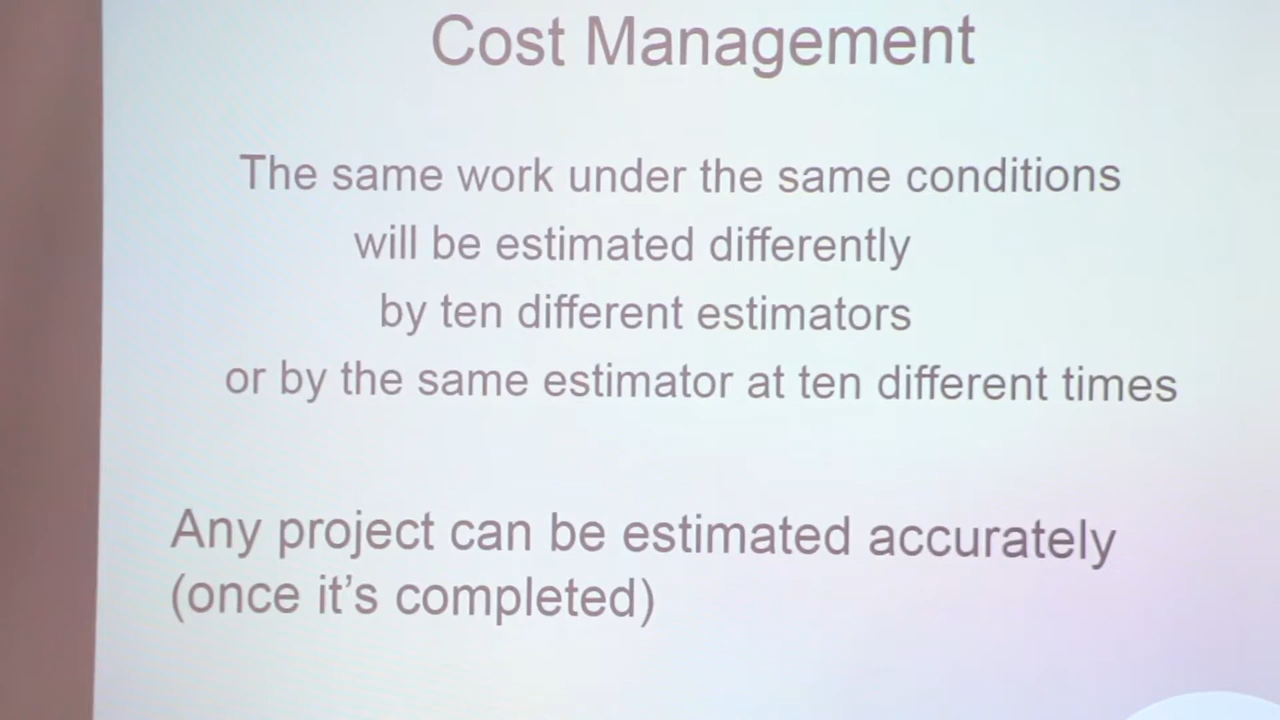 Cost Management
The same work under the same conditions
will be estimated differently
by ten different estimators
or by the same estimator at ten different times
Any project can be estimated accurately
(once it's completed)